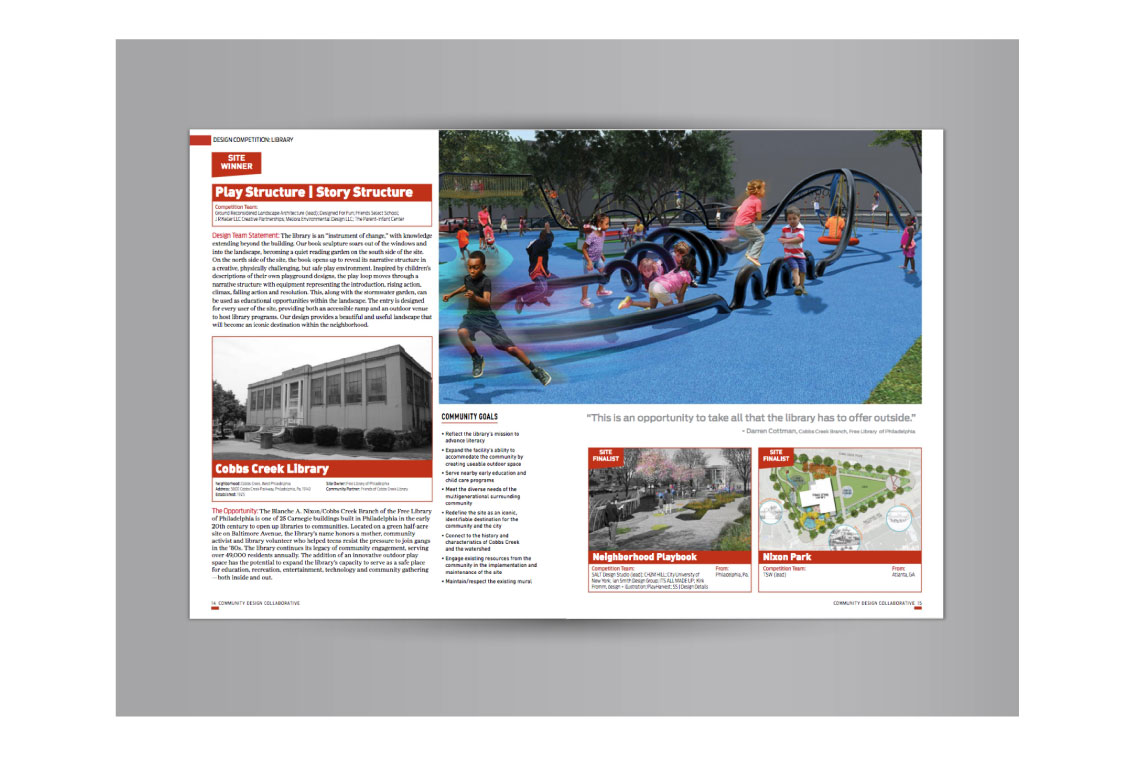 DESIGN COMPETITION: LIBRARY
SITE
WINNER
Play Structure | Story Structure
Competition Team:
Ground Reconsidered Landscape Architecture (lead); Designed For Fun; Friends Select School;
J R Keller LLC Creative Partnerships; Meliora Environmental Design LLC; The Parent-Infant Center
Design Team Statement: The library is an "instrument of change," with knowledge
extending beyond the building. Our book sculpture soars out of the windows and
into the landscape, becoming a quiet reading garden on the south side of the site.
On the north side of the site, the book opens up to reveal its narrative structure in
a creative, physically challenging, but safe play environment. Inspired by children's
descriptions of their own playground designs, the play loop moves through a
narrative structure with equipment representing the introduction, rising action,
climax, falling action and resolution. This, along with the stormwater garden, can
be used as educational opportunities within the landscape. The entry is designed
for every user of the site, providing both an accessible ramp and an outdoor venue
to host library programs. Our design provides a beautiful and useful landscape that
will become an iconic destination within the neighborhood.
Cobbs Creek Library
Neighborhood: Cobbs Creek, West Philadelphia
Address: 5800 Cobbs Creek Parkway, Philadelphia, PA 19143
Established: 1925
Site Owner: Free Library of Philadelphia
Community Partner: Friends of Cobbs Creek Library
The Opportunity: The Blanche A. Nixon/Cobbs Creek Branch of the Free Library
of Philadelphia is one of 25 Carnegie buildings built in Philadelphia in the early
20th century to open up libraries to communities. Located on a green half-acre
site on Baltimore Avenue, the library's name honors a mother, community
activist and library volunteer who helped teens resist the pressure to join gangs
in the '80s. The library continues its legacy of community engagement, serving
over 49,000 residents annually. The addition of an innovative outdoor play
space has the potential to expand the library's capacity to serve as a safe place
for education, recreation, entertainment, technology and community gathering
— both inside and out.
14 COMMUNITY DESIGN COLLABORATIVE
COMMUNITY GOALS
• Reflect the library's mission to
advance literacy
• Expand the facility's ability to
accommodate the community by
creating useable outdoor space
• Serve nearby early education and
child care programs
• Meet the diverse needs of the
multigenerational surrounding
community
• Redefine the site as an iconic,
identifiable destination for the
community and the city
• Connect to the history and
characteristics of Cobbs Creek
and the watershed
• Engage existing resources from the
community in the implementation and
maintenance of the site
• Maintain/respect the existing mural
"This is an opportunity to take all that the library has to offer outside."
- Darren Cottman, Cobbs Creek Branch, Free Library of Philadelphia
SITE
FINALIST
Neighborhood Playbook
Competition Team:
SALT Design Studio (lead); CH2M HILL; City University of
New York; Ian Smith Design Group; IT'S ALL MADE UP; Kirk
Fromm, design + illustration; PlayHarvest; SS | Design Details
From:
Philadelphia, Pa
SITE
FINALIST
Nixon Park
Competition Team:
TSW (lead)
From:
Atlanta, GA
COMMUNITY DESIGN COLLABORATIVE 15